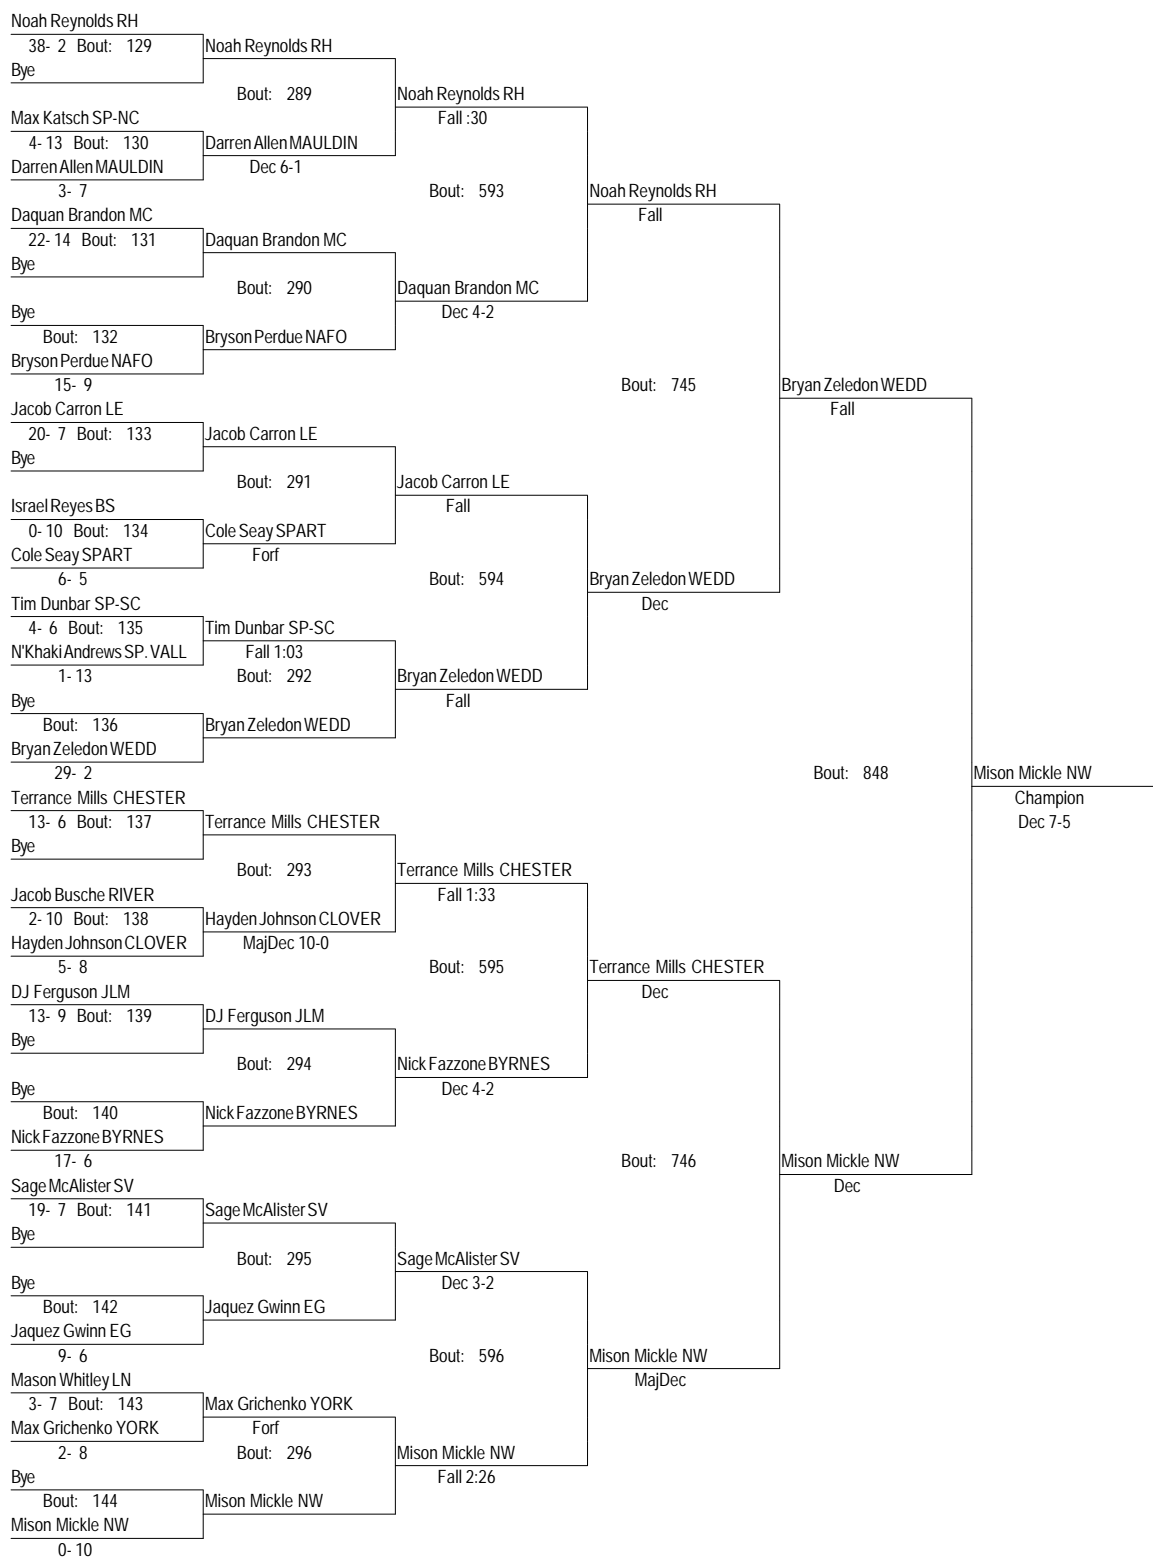 Noah Reynolds RH
38- 2 Bout: 129 Noah Reynolds RH
Bye
Bout: 289 Noah Reynolds RH
Max Katsch SP-NC Fall :30
4- 13 Bout: 130 Darren Allen MAULDIN
Darren Allen MAULDIN Dec 6-1
3- 7 Bout: 593 Noah Reynolds RH
Daquan Brandon MC Fall
22- 14 Bout: 131 Daquan Brandon MC
Bye
Bout: 290 Daquan Brandon MC
Bye Dec 4-2
Bout: 132 Bryson Perdue NAFO
Bryson Perdue NAFO
15- 9 Bout: 745 Bryan Zeledon WEDD
Jacob Carron LE Fall
20- 7 Bout: 133 Jacob Carron LE
Bye
Bout: 291 Jacob Carron LE
Israel Reyes BS Fall
0- 10 Bout: 134 Cole Seay SPART
Cole Seay SPART Forf
6- 5 Bout: 594 Bryan Zeledon WEDD
Tim Dunbar SP-SC Dec
4- 6 Bout: 135 Tim Dunbar SP-SC
N'Khaki Andrews SP. VALL Fall 1:03
1- 13 Bout: 292 Bryan Zeledon WEDD
Bye Fall
Bout: 136 Bryan Zeledon WEDD
Bryan Zeledon WEDD
29- 2 Bout: 848 Mison Mickle NW
Terrance Mills CHESTER Champion
13- 6 Bout: 137 Terrance Mills CHESTER Dec 7-5
Bye
Bout: 293 Terrance Mills CHESTER
Jacob Busche RIVER Fall 1:33
2- 10 Bout: 138 Hayden Johnson CLOVER
Hayden Johnson CLOVER MajDec 10-0
5- 8 Bout: 595 Terrance Mills CHESTER
DJ Ferguson JLM Dec
13- 9 Bout: 139 DJ Ferguson JLM
Bye
Bout: 294 Nick Fazzone BYRNES
Bye Dec 4-2
Bout: 140 Nick Fazzone BYRNES
Nick Fazzone BYRNES
17- 6 Bout: 746 Mison Mickle NW
Sage McAlister SV Dec
19- 7 Bout: 141 Sage McAlister SV
Bye
Bout: 295 Sage McAlister SV
Bye Dec 3-2
Bout: 142 Jaquez Gwinn EG
Jaquez Gwinn EG
9- 6 Bout: 596 Mison Mickle NW
Mason Whitley LN MajDec
3- 7 Bout: 143 Max Grichenko YORK
Max Grichenko YORK Forf
2- 8 Bout: 296 Mison Mickle NW
Bye Fall 2:26
Bout: 144 Mison Mickle NW
Mison Mickle NW
0- 10